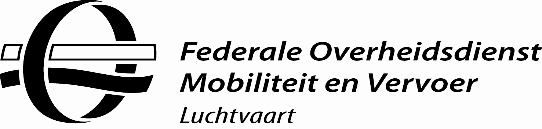 Federale Overheidsdienst
Mobiliteit en Vervoer
Luchtvaart